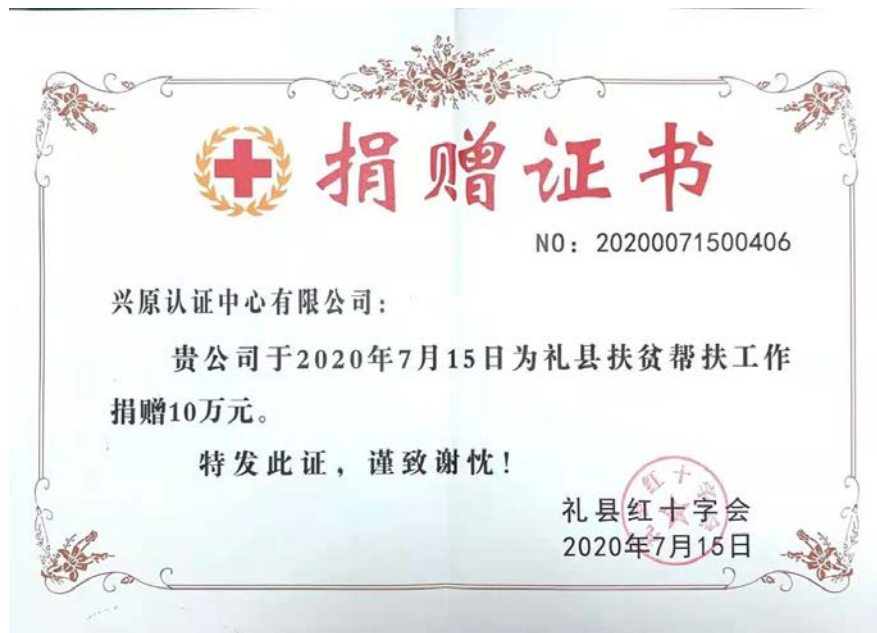 捐赠证书
NO：20200071500406
兴原认证中心有限公司：
贵公司于2020年7月15日为礼县扶贫帮扶工作
捐赠10万元。
特发此证，谨致谢忱！
礼县红十字会
2020年7月15日